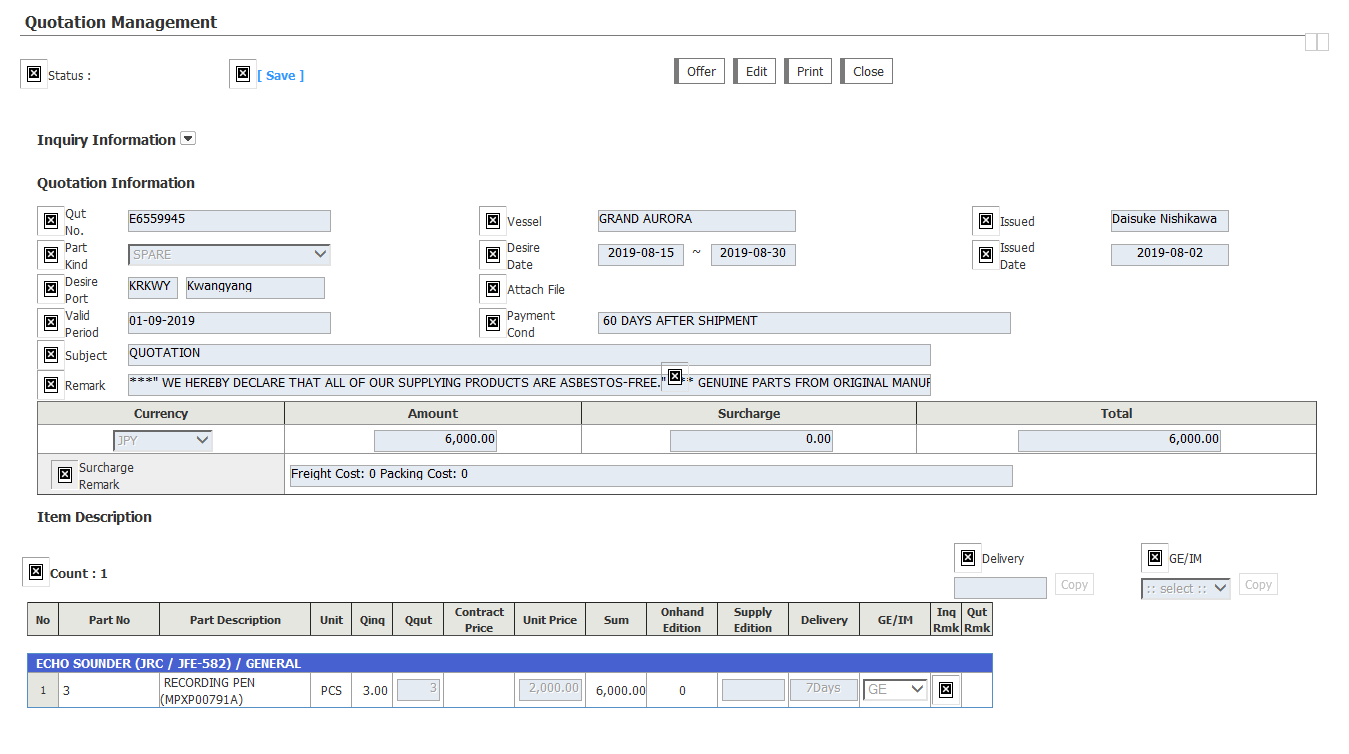 Quotation Management
Status :
[ Save ]
Offer
Edit
Print
Close
Inquiry Information
Quotation Information
Qut
No.
E6559945
Vessel
GRAND AURORA
Issued
Daisuke Nishikawa
Part
Kind
SPARE
Desire
Date
2019-08-15 ~ 2019-08-30
Issued
Date
2019-08-02
Desire
Port
KRKWY
Kwangyang
Attach File
Valid
Period
01-09-2019
Payment
Cond
60 DAYS AFTER SHIPMENT
Subject
QUOTATION
Remark
***" WE HEREBY DECLARE THAT ALL OF OUR SUPPLYING PRODUCTS ARE ASBESTOS-FREE." ** GENUINE PARTS FROM ORIGINAL MANUF
Currency
Amount
Surcharge
Total
JPY
6,000.00
0.00
6,000.00
Surcharge
Remark
Freight Cost: 0 Packing Cost: 0
Item Description
Count : 1
Delivery
Copy
GE/IM
:: select ::
Copy
No
Part No
Part Description
Unit
Qinq
Qqut
Contract
Price
Unit Price
Sum
Onhand
Edition
Supply
Edition
Delivery
GE/IM
Inq
Rmk
Qut
Rmk
ECHO SOUNDER (JRC / JFE-582) / GENERAL
1
3
RECORDING PEN
(MPXP00791A)
PCS
3.00
3
2,000.00
6,000.00
0
7Days
GE